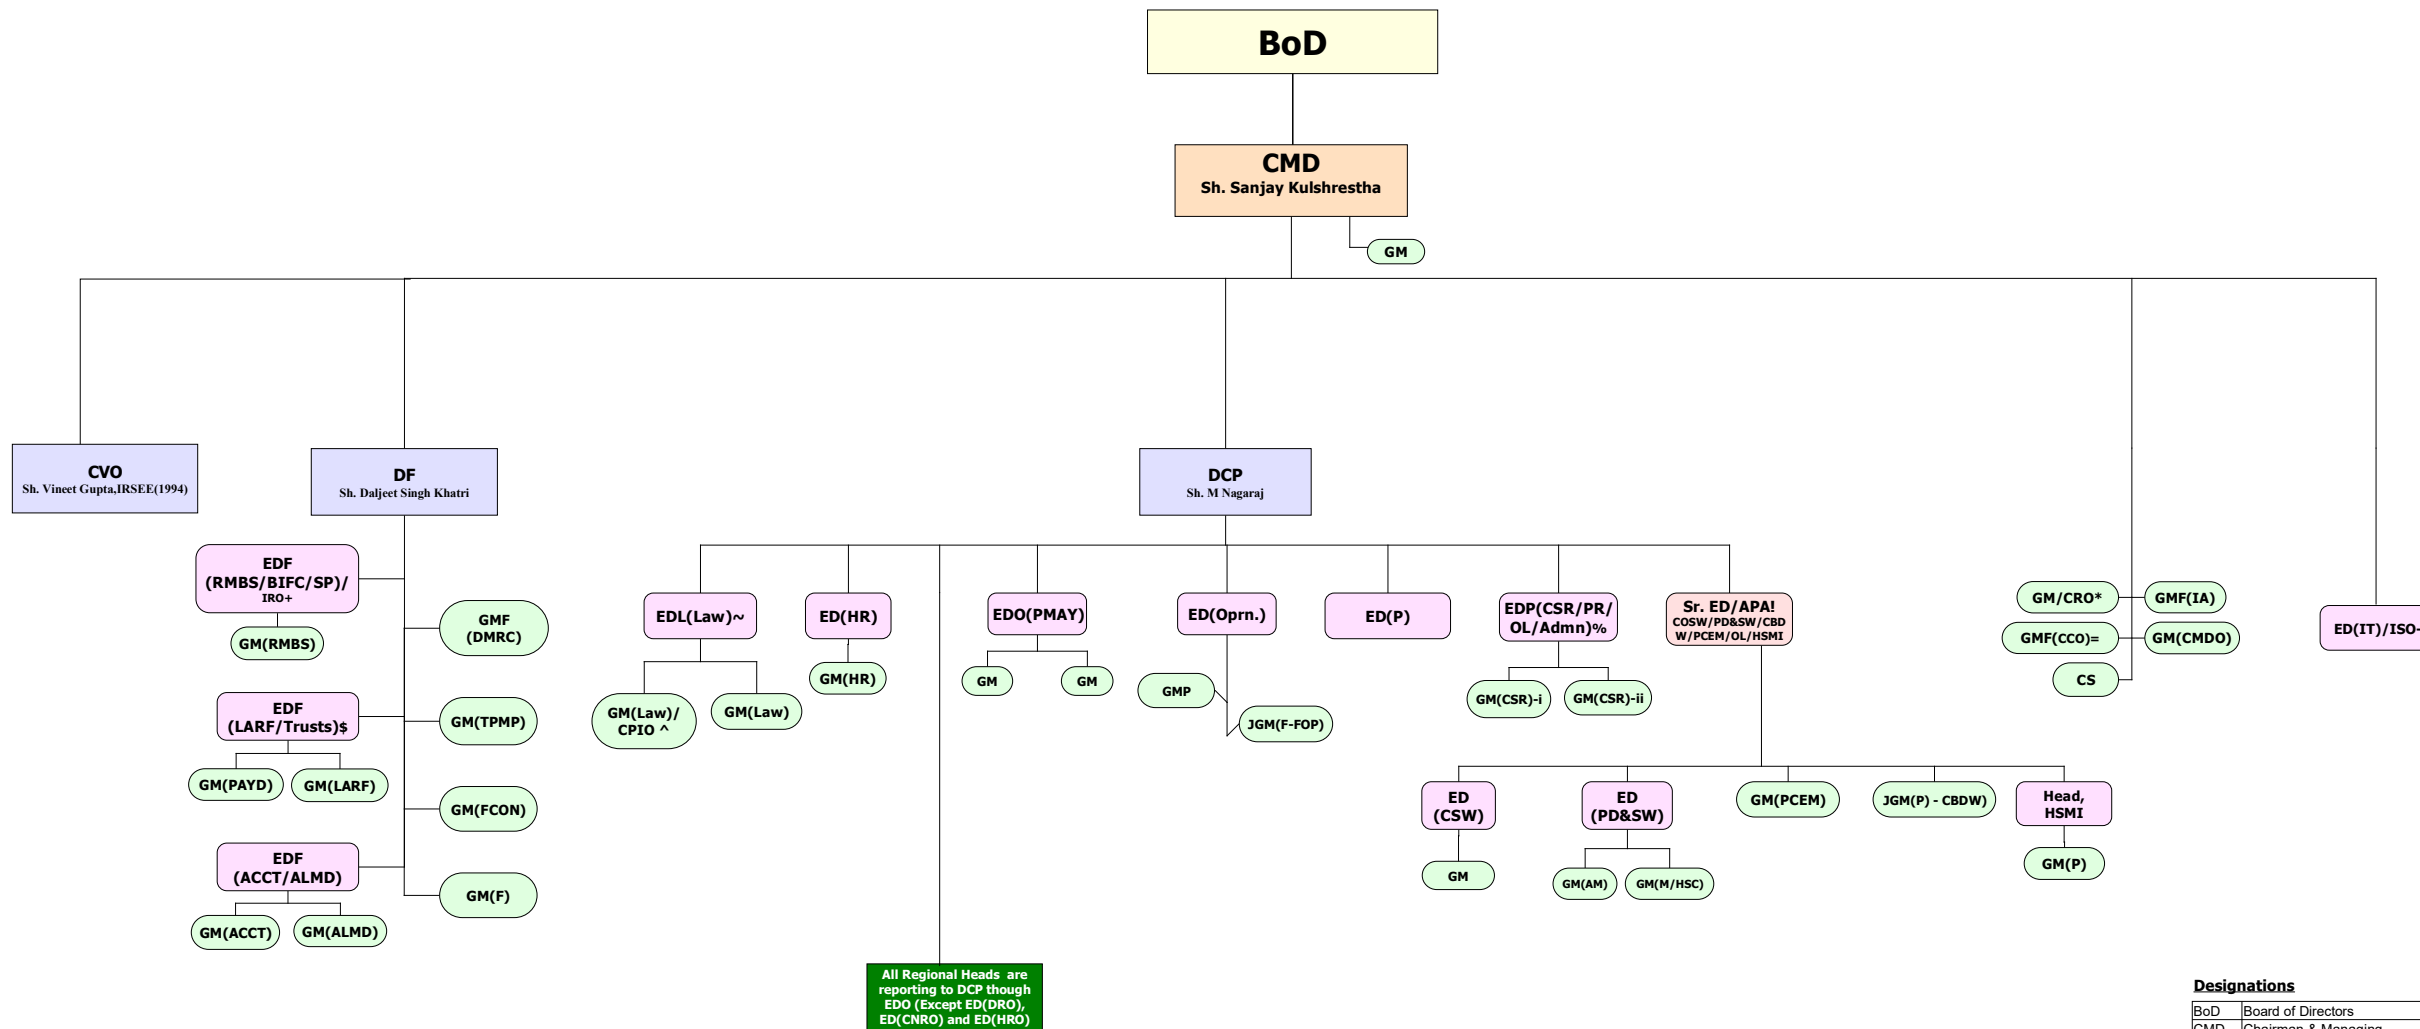 BoD
CMD
Sh. Sanjay Kulshrestha
GM
CVO
Sh. Vineet Gupta,IRSEE(1994)
DF
Sh. Daljeet Singh Khatri
DCP
Sh. M Nagaraj
EDF
(RMBS/BIFC/SP)/
IRO+
GM(RMBS)
GMF
(DMRC)
EDF
(LARF/Trusts)$
GM(PAYD)
GM(LARF)
GM(TPMP)
GM(FCON)
EDF
(ACCT/ALMD)
GM(ACCT)
GM(ALMD)
GM(F)
EDL(Law)~
GM(Law)/
CPIO ^
GM(Law)
ED(HR)
GM(HR)
EDO(PMAY)
GM
GM
ED(Oprn.)
GMP
JGM(F-FOP)
ED(P)
EDP(CSR/PR/
OL/Admn)%
GM(CSR)-i
GM(CSR)-ii
Sr. ED/APA!
COSW/PD&SW/CBD
W/PCEM/OL/HSMI
ED
(CSW)
GM
ED
(PD&SW)
GM(AM)
GM(M/HSC)
GM(PCEM)
JGM(P) - CBDW)
Head,
HSMI
GM(P)
GM/CRO*
GMF(IA)
GMF(CCO)=
GM(CMDO)
CS
ED(IT)/ISO-
All Regional Heads are
reporting to DCP though
EDO (Except ED(DRO),
ED(CNRO) and ED(HRO)
Designations
BoD Board of Directors
CMD Chairman & Managing